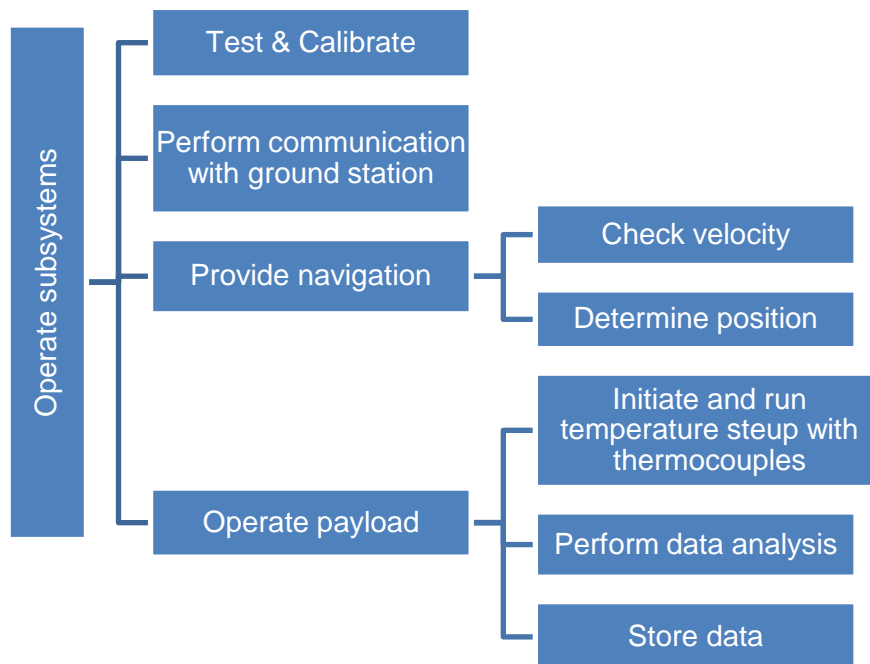 Operate subsystems
Test & Calibrate
Perform communication
with ground station
Provide navigation
Check velocity
Determine position
Operate payload
Initiate and run
temperature steup with
thermocouples
Perform data analysis
Store data